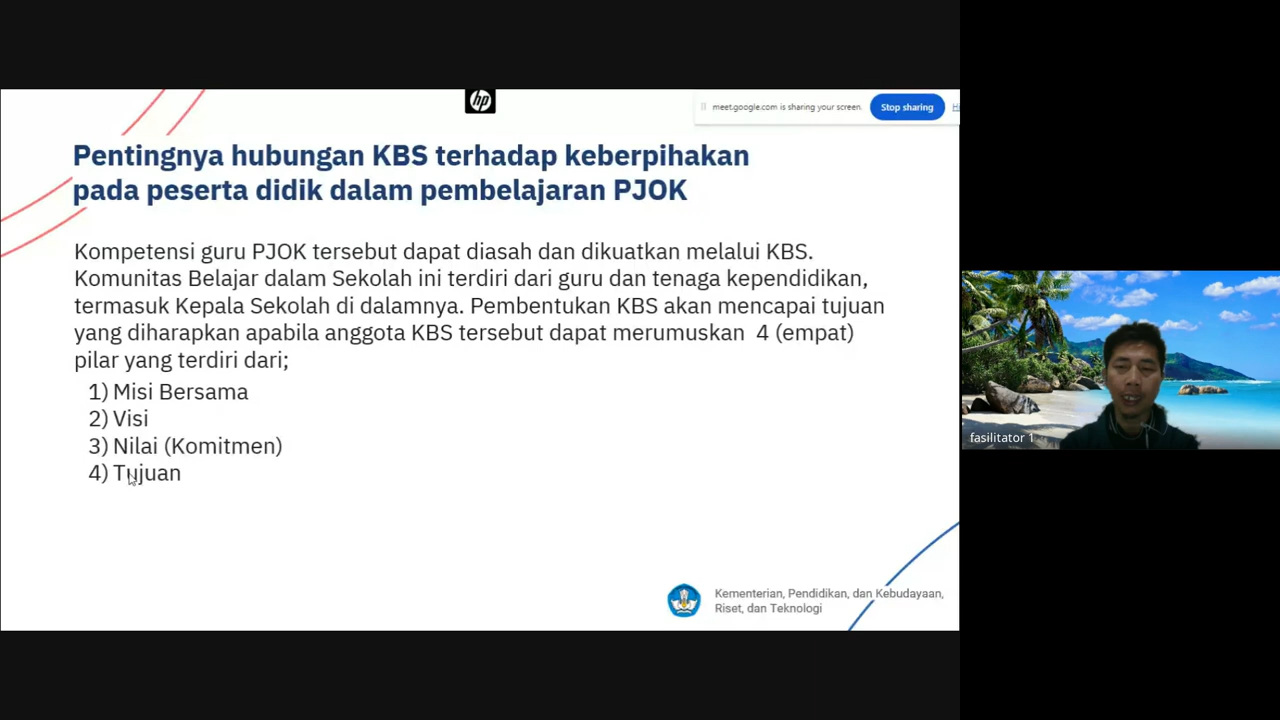 hp
meet.google.com is sharing your screen.
Stop sharing
Pentingnya hubungan KBS terhadap keberpihakan
pada peserta didik dalam pembelajaran PJOK
Kompetensi guru PJOK tersebut dapat diasah dan dikuatkan melalui KBS.
Komunitas Belajar dalam Sekolah ini terdiri dari guru dan tenaga kependidikan,
termasuk Kepala Sekolah di dalamnya. Pembentukan KBS akan mencapai tujuan
yang diharapkan apabila anggota KBS tersebut dapat merumuskan 4 (empat)
pilar yang terdiri dari;
1) Misi Bersama
2) Visi
3) Nilai (Komitmen)
4) Tujuan
fasilitator 1
Kementerian, Pendidikan, dan Kebudayaan,
Riset, dan Teknologi